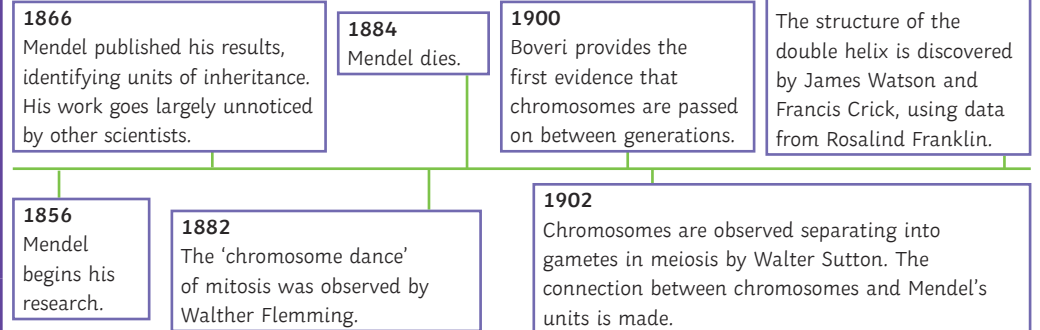 1866
Mendel published his results,
identifying units of inheritance.
His work goes largely unnoticed
by other scientists.
1884
Mendel dies.
1900
Boveri provides the
first evidence that
chromosomes are passed
on between generations.
The structure of the
double helix is discovered
by James Watson and
Francis Crick, using data
from Rosalind Franklin.
1856
Mendel
begins his
research.
1882
The ‘chromosome dance’
of mitosis was observed by
Walther Flemming.
1902
Chromosomes are observed separating into
gametes in meiosis by Walter Sutton. The
connection between chromosomes and Mendel’s
units is made.